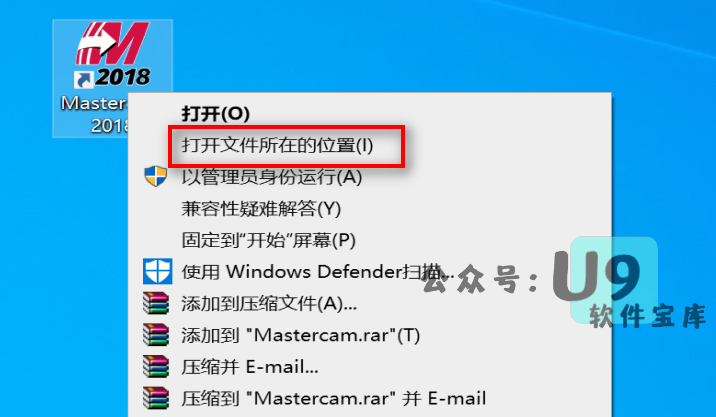 2018
Master
2018
打开(O)
打开文件所在的位置(I)
以管理员身份运行(A)
兼容性疑难解答(Y)
固定到“开始”屏幕(P)
使用 Windows Defender扫描...
公众号: U9
软件宝库
添加到压缩文件(A)...
添加到 "Mastercam.rar"(T)
压缩并 E-mail...
压缩到 "Mastercam.rar" 并 E-mail